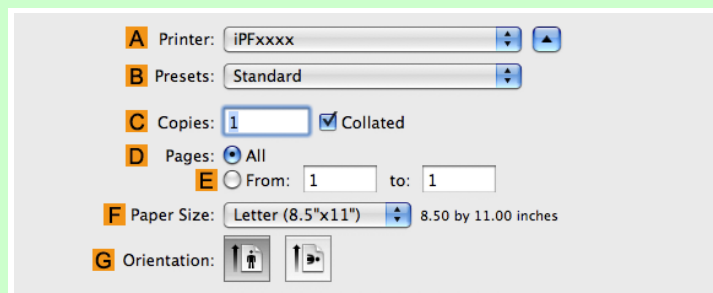 A Printer: iPFxxxx
B Presets: Standard
C Copies: 1 Collated
D Pages: All
E From: 1 to: 1
F Paper Size: Letter (8.5"x11") 8.50 by 11.00 inches
G Orientation: